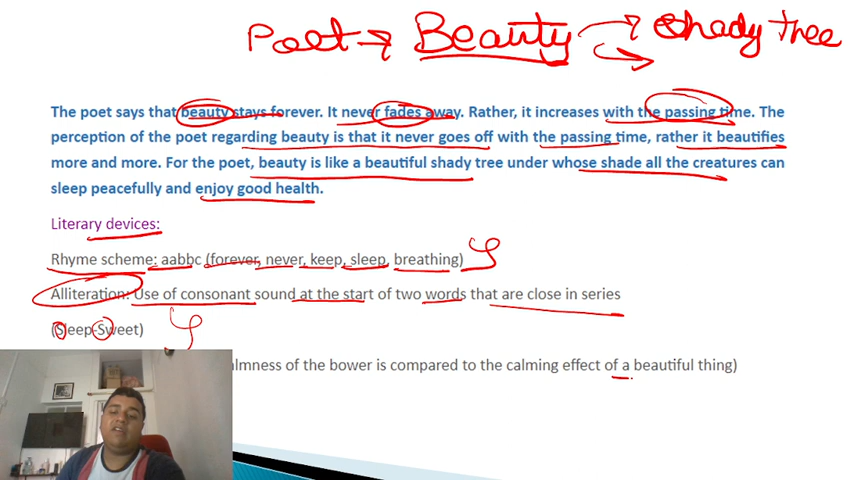 Poet → Beauty → Shady Tree
The poet says that beauty stays forever. It never fades away. Rather, it increases with the passing time. The
perception of the poet regarding beauty is that it never goes off with the passing time, rather it beautifies
more and more. For the poet, beauty is like a beautiful shady tree under whose shade all the creatures can
sleep peacefully and enjoy good health.
Literary devices:
Rhyme scheme: aabbc (forever, never, keep, sleep, breathing)
Alliteration: Use of consonant sound at the start of two words that are close in series
(Sleep-Sweet)
of the bower is compared to the calming effect of a beautiful thing)